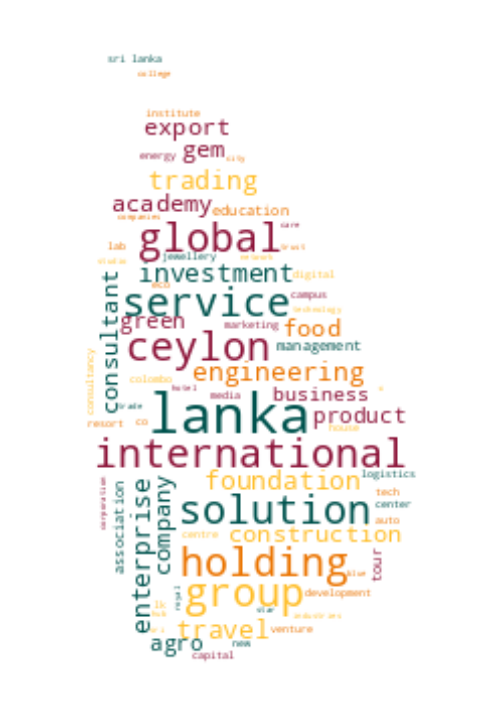 sri lanka
college
institute
export
energy gem city
trading
academy education
companies
care
global trust
lab
jewellery network
studio
investment digital
eco
consultant service campus
technology
green marketing food
ceylon management
consultancy engineering
colombo
hotel media business
trade lanka product
resort co house
international
corporation foundation logistics
association enterprise company solution tech
center
auto
centre construction
holding blue tour
royal group development
lk
hub star industries
travel venture
agro new
capital